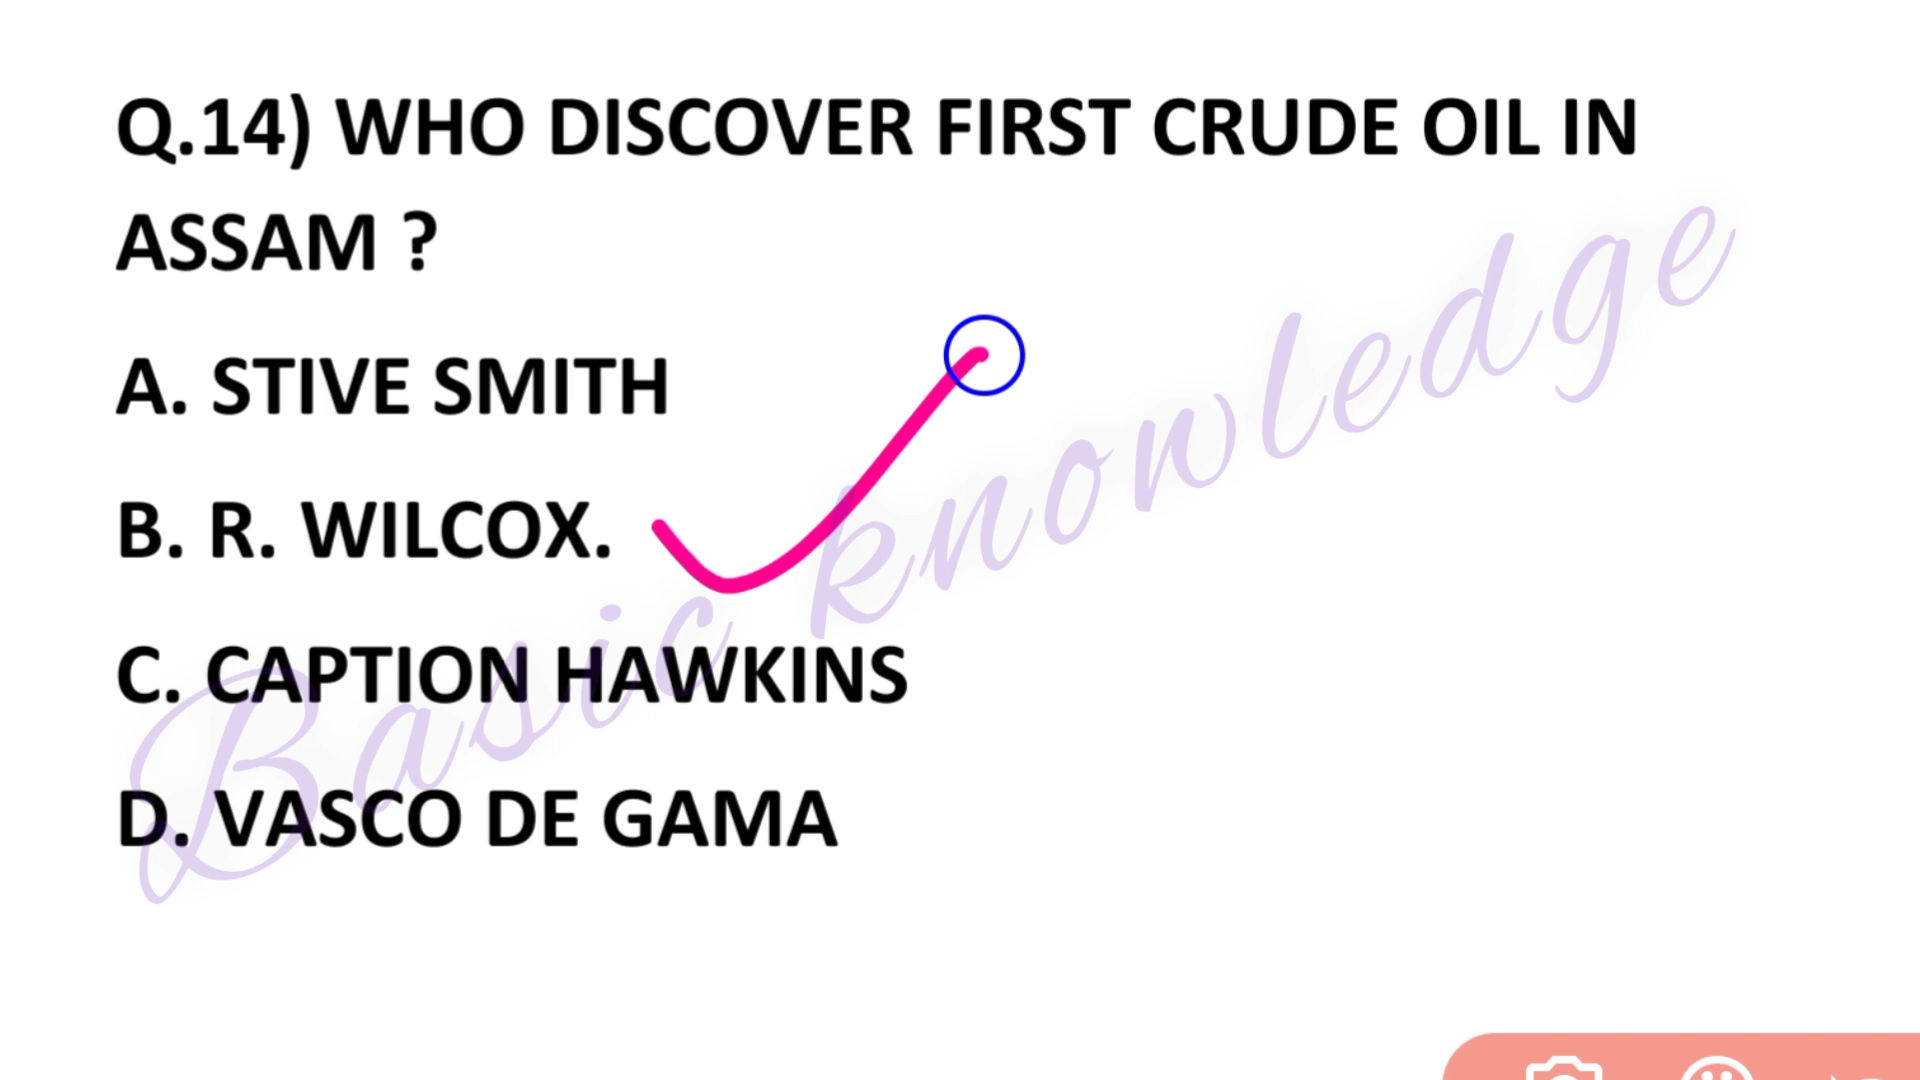 Q.14) WHO DISCOVER FIRST CRUDE OIL IN
ASSAM ?
A. STIVE SMITH
B. R. WILCOX.
C. CAPTION HAWKINS
D. VASCO DE GAMA
Basic knowledge